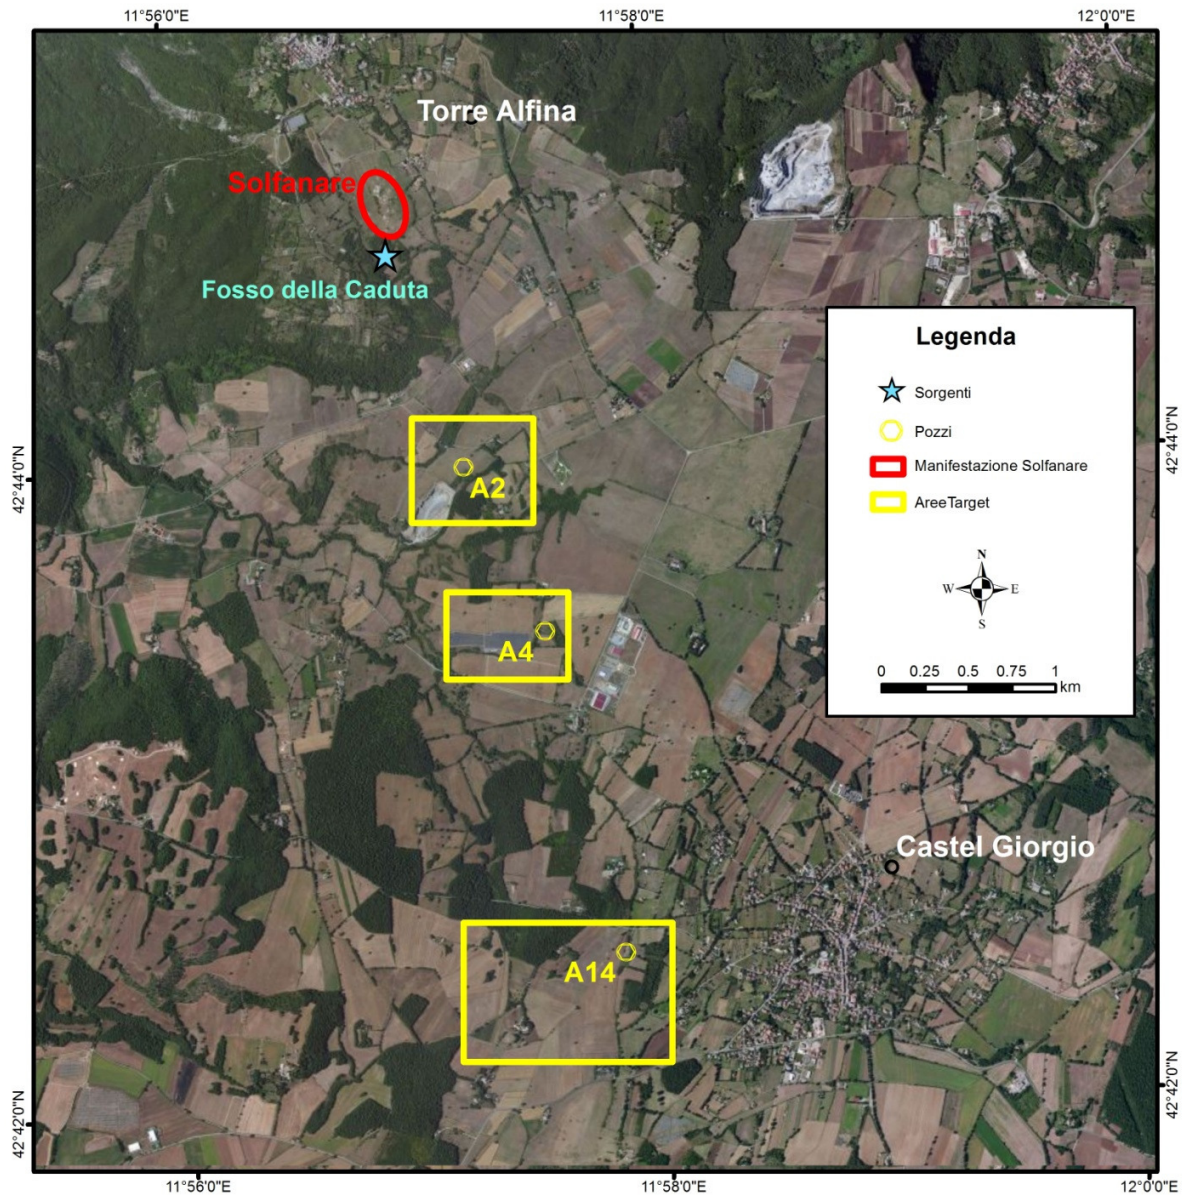 11°56'0"E
11°58'0"E
12°0'0"E
Torre Alfina
Solfanare
Fosso della Caduta
Legenda
Sorgenti
Pozzi
Manifestazione Solfanare
AreeTarget
N
W
E
S
0 0.25 0.5 0.75 1
km
42°44'0"N
42°44'0"N
A2
A4
Castel Giorgio
A14
42°42'0"N
42°42'0"N
11°56'0"E
11°58'0"E
12°0'0"E